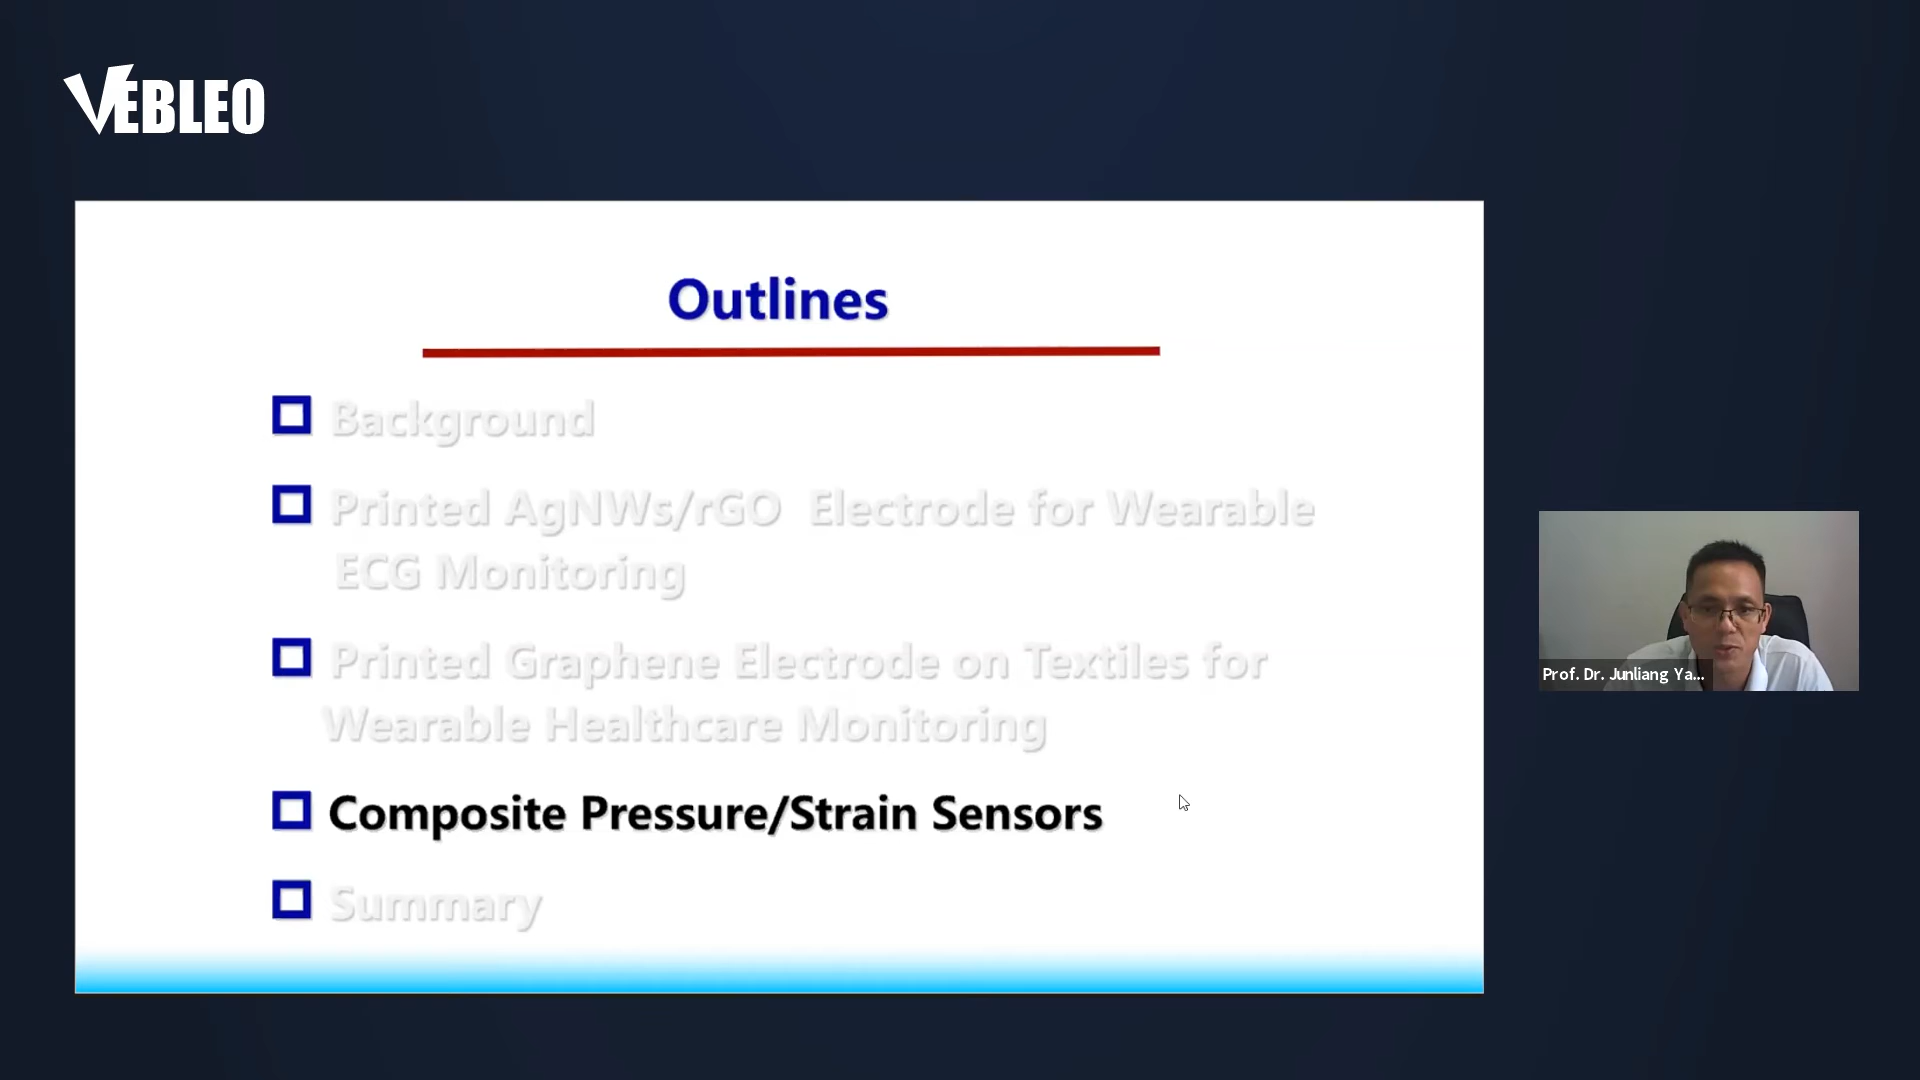 VEBLEO
Outlines
Background
Printed AgNWs/rGO Electrode for Wearable
ECG Monitoring
Printed Graphene Electrode on Textiles for
Wearable Healthcare Monitoring
Composite Pressure/Strain Sensors
Summary
Prof. Dr. Junliang Ya...